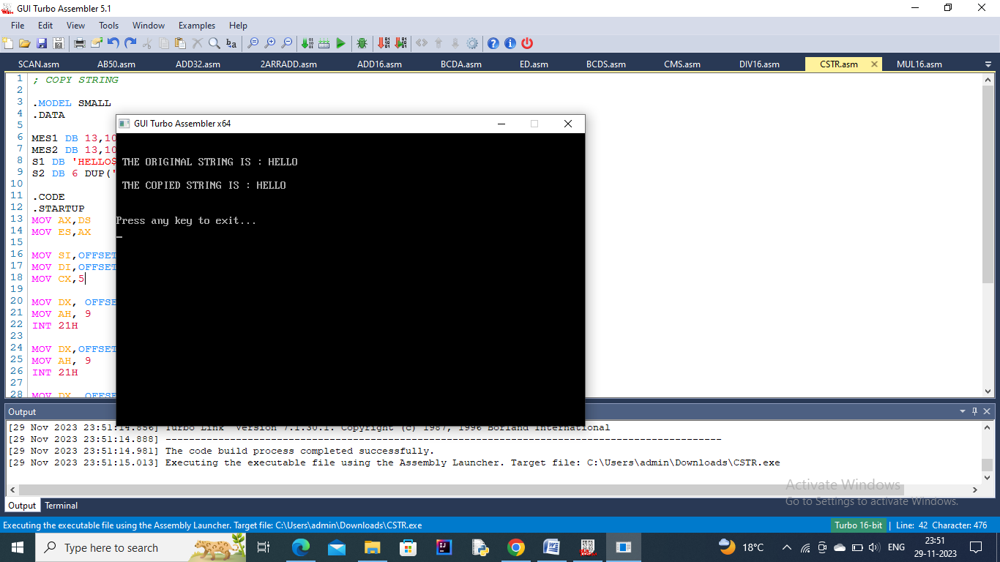 GUI Turbo Assembler 5.1
File Edit View Tools Window Examples Help
SCAN.asm AB50.asm ADD32.asm 2ARRADD.asm ADD16.asm BCDA.asm ED.asm BCDS.asm CMS.asm DIV16.asm CSTR.asm MUL16.asm
1 ; COPY STRING
2
3 .MODEL SMALL
4 .DATA
5
6 MES1 DB 13,10
7 MES2 DB 13,10
8 S1 DB 'HELLO$
9 S2 DB 6 DUP('
10
11 .CODE
12 .STARTUP
13 MOV AX,DS
14 MOV ES,AX
15
16 MOV SI,OFFSET
17 MOV DI,OFFSET
18 MOV CX,5
19
20 MOV DX, OFFSE
21 MOV AH, 9
22 INT 21H
23
24 MOV DX,OFFSET
25 MOV AH, 9
26 INT 21H
27
28 MOV DX, OFFSE
GUI Turbo Assembler x64
THE ORIGINAL STRING IS : HELLO
THE COPIED STRING IS : HELLO
Press any key to exit...
Output
[29 Nov 2023 23:51:14.856] Turbo Link Version 7.1.30.1. Copyright (c) 1987, 1996 Borland International
[29 Nov 2023 23:51:14.888] -----------------------------------------------------------------------------------------------
[29 Nov 2023 23:51:14.981] The code build process completed successfully.
[29 Nov 2023 23:51:15.013] Executing the executable file using the Assembly Launcher. Target file: C:\Users\admin\Downloads\CSTR.exe
Activate Windows
Go to Settings to activate Windows.
Output Terminal
Executing the executable file using the Assembly Launcher. Target file: C:\Users\admin\Downloads\CSTR.exe Turbo 16-bit | Line: 42 Character: 476
Type here to search 18°C ENG 23:51
29-11-2023